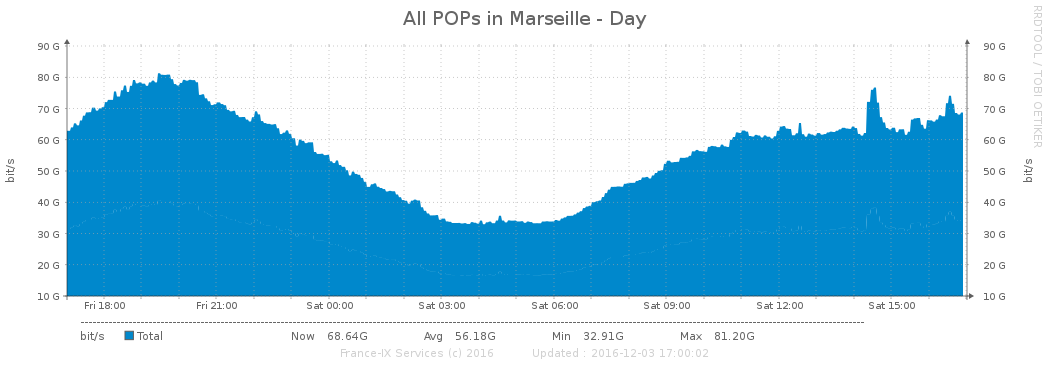 All POPs in Marseille - Day
RRDTOOL / TOBI OETIKER
90 G 90 G
80 G 80 G
70 G 70 G
60 G 60 G
50 G 50 G
40 G 40 G
30 G 30 G
20 G 20 G
10 G 10 G
bit/s bit/s
Fri 18:00 Fri 21:00 Sat 00:00 Sat 03:00 Sat 06:00 Sat 09:00 Sat 12:00 Sat 15:00
bit/s Total Now 68.64G Avg 56.18G Min 32.91G Max 81.20G
France-IX Services (c) 2016 Updated : 2016-12-03 17:00:02